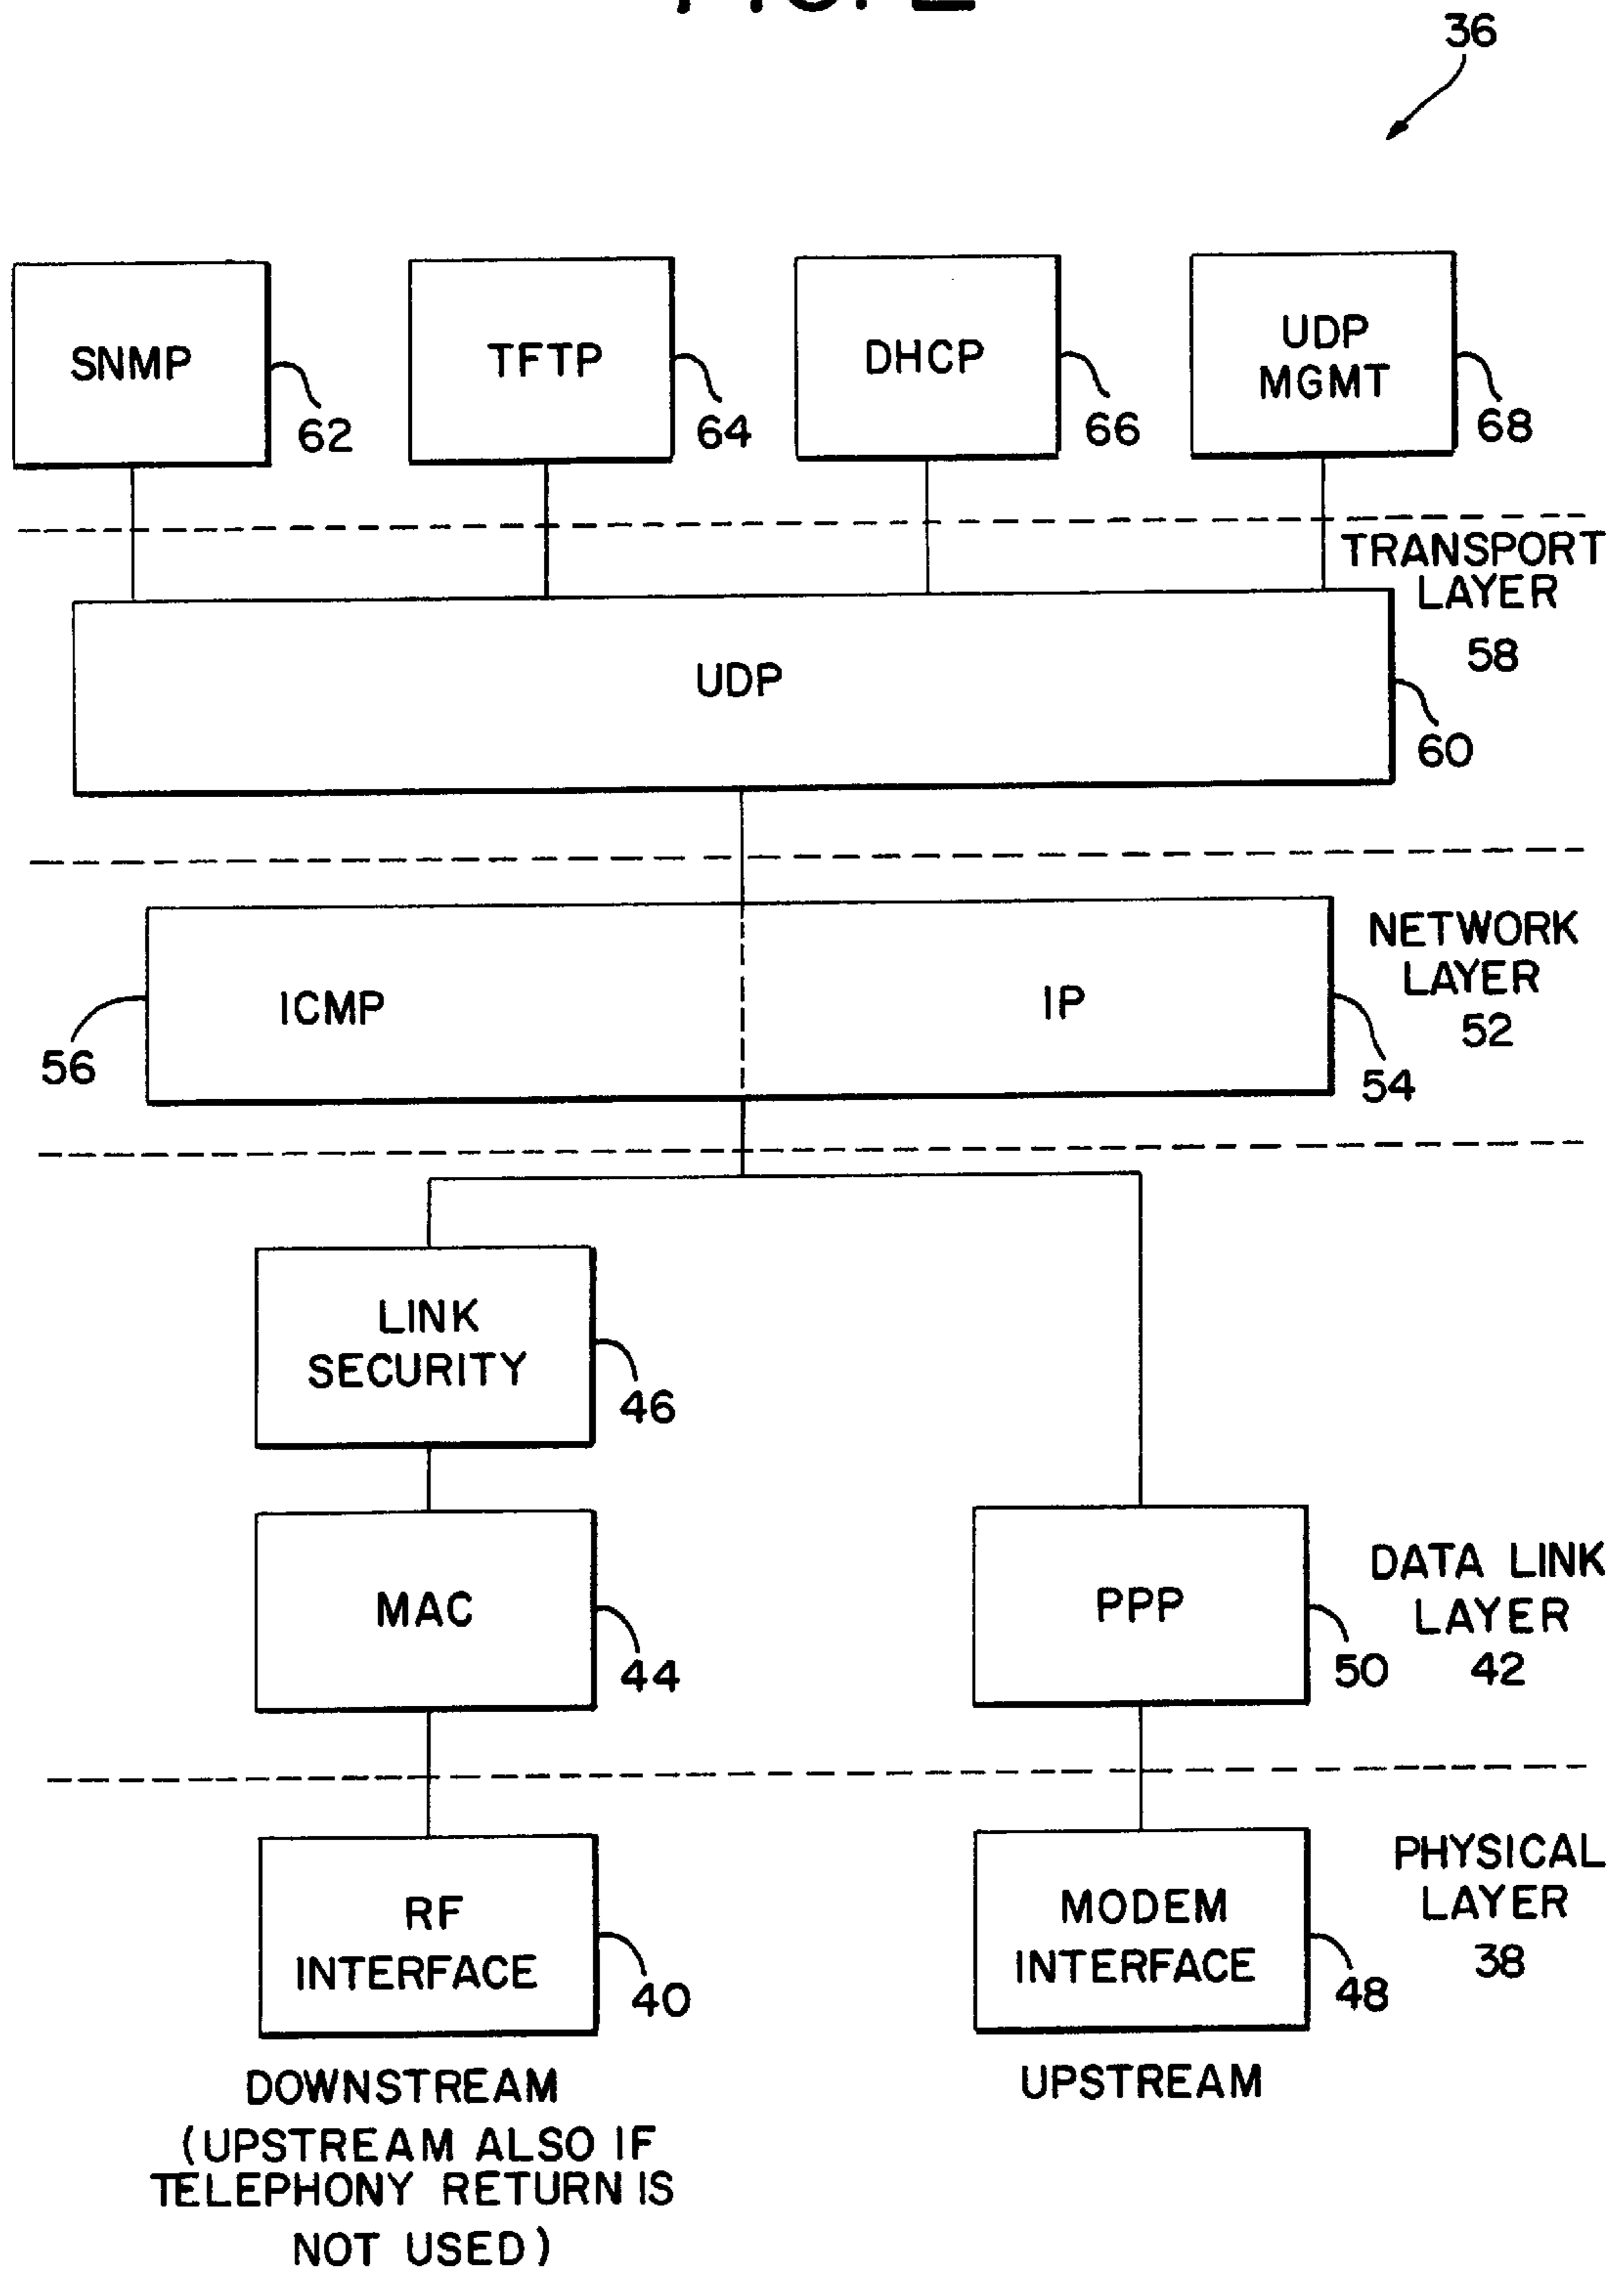 36
SNMP
62
TFTP
64
DHCP
66
UDP
MGMT
68
TRANSPORT
LAYER
58
UDP
60
NETWORK
LAYER
52
ICMP
56
IP
54
LINK
SECURITY
46
MAC
44
PPP
50
DATA LINK
LAYER
42
PHYSICAL
LAYER
38
RF
INTERFACE
40
MODEM
INTERFACE
48
DOWNSTREAM
(UPSTREAM ALSO IF
TELEPHONY RETURN IS
NOT USED)
UPSTREAM